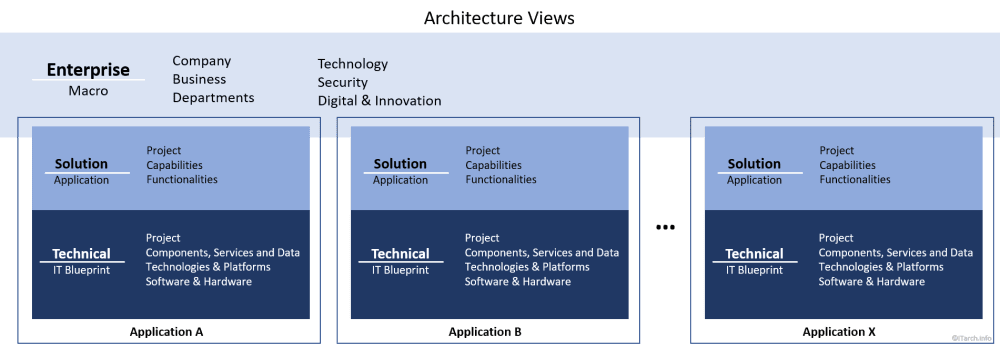 Architecture Views
Enterprise
Macro
Company
Business
Departments
Technology
Security
Digital & Innovation
Solution
Application
Project
Capabilities
Functionalities
Technical
IT Blueprint
Project
Components, Services and Data
Technologies & Platforms
Software & Hardware
Application A
Solution
Application
Project
Capabilities
Functionalities
Technical
IT Blueprint
Project
Components, Services and Data
Technologies & Platforms
Software & Hardware
Application B
...
Solution
Application
Project
Capabilities
Functionalities
Technical
IT Blueprint
Project
Components, Services and Data
Technologies & Platforms
Software & Hardware
Application X
©ITarch.Info